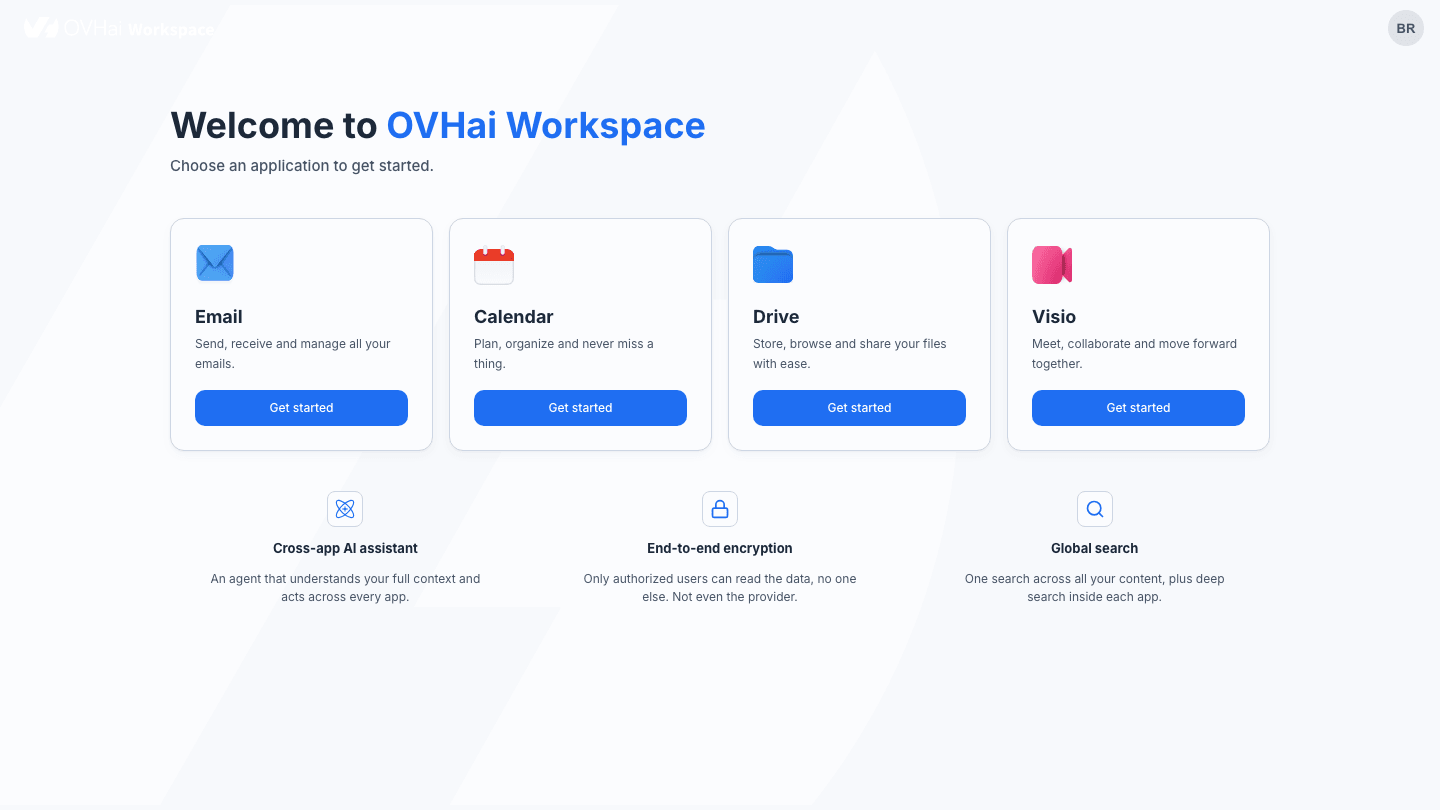 OVHai Workspace
BR
Welcome to OVHai Workspace
Choose an application to get started.
Email
Send, receive and manage all your
emails.
Get started
Calendar
Plan, organize and never miss a
thing.
Get started
Drive
Store, browse and share your files
with ease.
Get started
Visio
Meet, collaborate and move forward
together.
Get started
Cross-app AI assistant
An agent that understands your full context and
acts across every app.
End-to-end encryption
Only authorized users can read the data, no one
else. Not even the provider.
Global search
One search across all your content, plus deep
search inside each app.